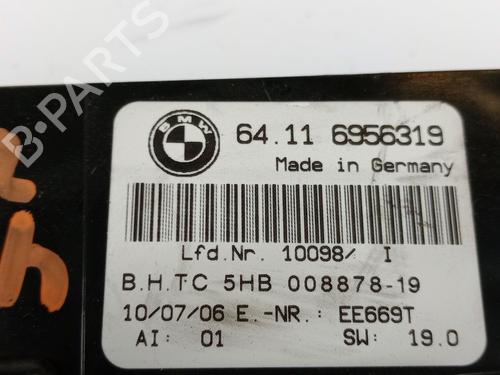 B-PARTS
BMW
64.11 6956319
Made in Germany
Lfd.Nr. 10098/ I
B.H.TC 5HB 008878-19
10/07/06 E.-NR.: EE669T
AI: 01 SW: 19.0